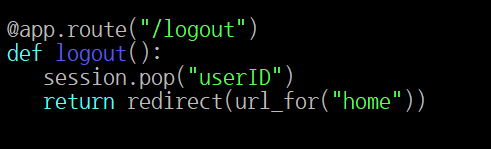 @app.route("/logout")
def logout():
    session.pop("userID")
    return redirect(url_for("home"))